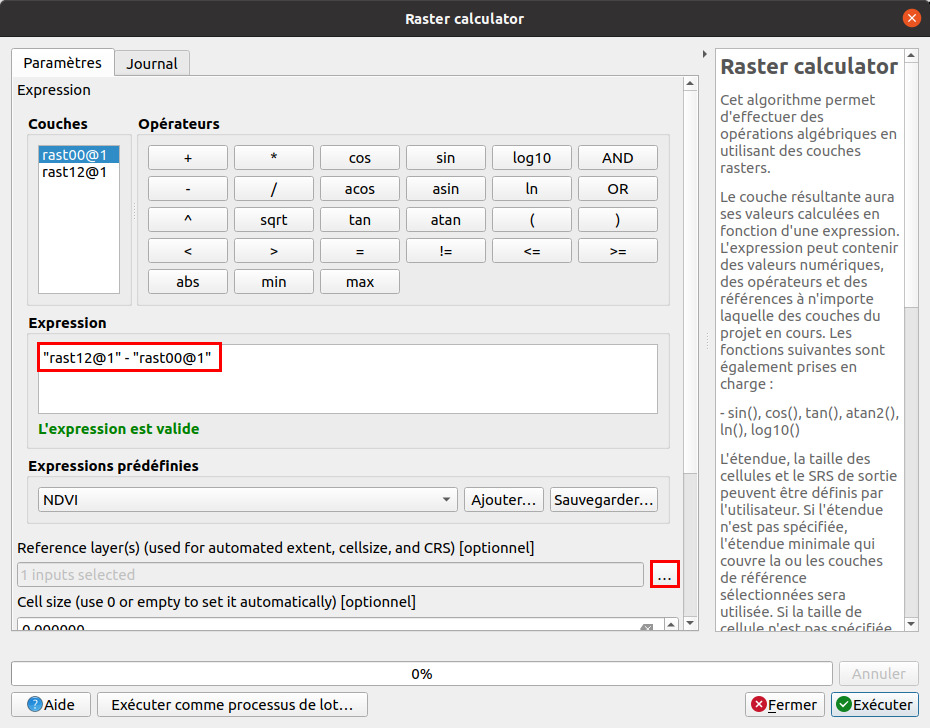 Raster calculator
Paramètres
Journal
Expression
Couches
Opérateurs
rast00@1
rast12@1
+
*
cos
sin
log10
AND
-
/
acos
asin
ln
OR
^
sqrt
tan
atan
(
)
<
>
=
!=
<=
>=
abs
min
max
Expression
"rast12@1" - "rast00@1"
L'expression est valide
Expressions prédéfinies
NDVI
Ajouter...
Sauvegarder...
Reference layer(s) (used for automated extent, cellsize, and CRS) [optionnel]
1 inputs selected
...
Cell size (use 0 or empty to set it automatically) [optionnel]
0.000000
Raster calculator
Cet algorithme permet
d'effectuer des
opérations algébriques en
utilisant des couches
rasters.
Le couche résultante aura
ses valeurs calculées en
fonction d'une expression.
L'expression peut contenir
des valeurs numériques,
des opérateurs et des
références à n'importe
laquelle des couches du
projet en cours. Les
fonctions suivantes sont
également prises en
charge :
- sin(), cos(), tan(), atan2(),
ln(), log10()
L'étendue, la taille des
cellules et le SRS de sortie
peuvent être définis par
l'utilisateur. Si l'étendue
n'est pas spécifiée,
l'étendue minimale qui
couvre la ou les couches
de référence
sélectionnées sera
utilisée. Si la taille de
cellule n'est pas spécifiée
0%
Annuler
Aide
Exécuter comme processus de lot...
Fermer
Exécuter